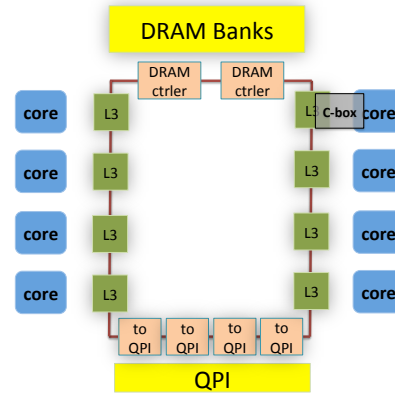 DRAM Banks
DRAM
ctrler
DRAM
ctrler
core
L3
L3
C-box
core
core
L3
L3
core
core
L3
L3
core
core
L3
L3
core
to
QPI
to
QPI
to
QPI
to
QPI
QPI